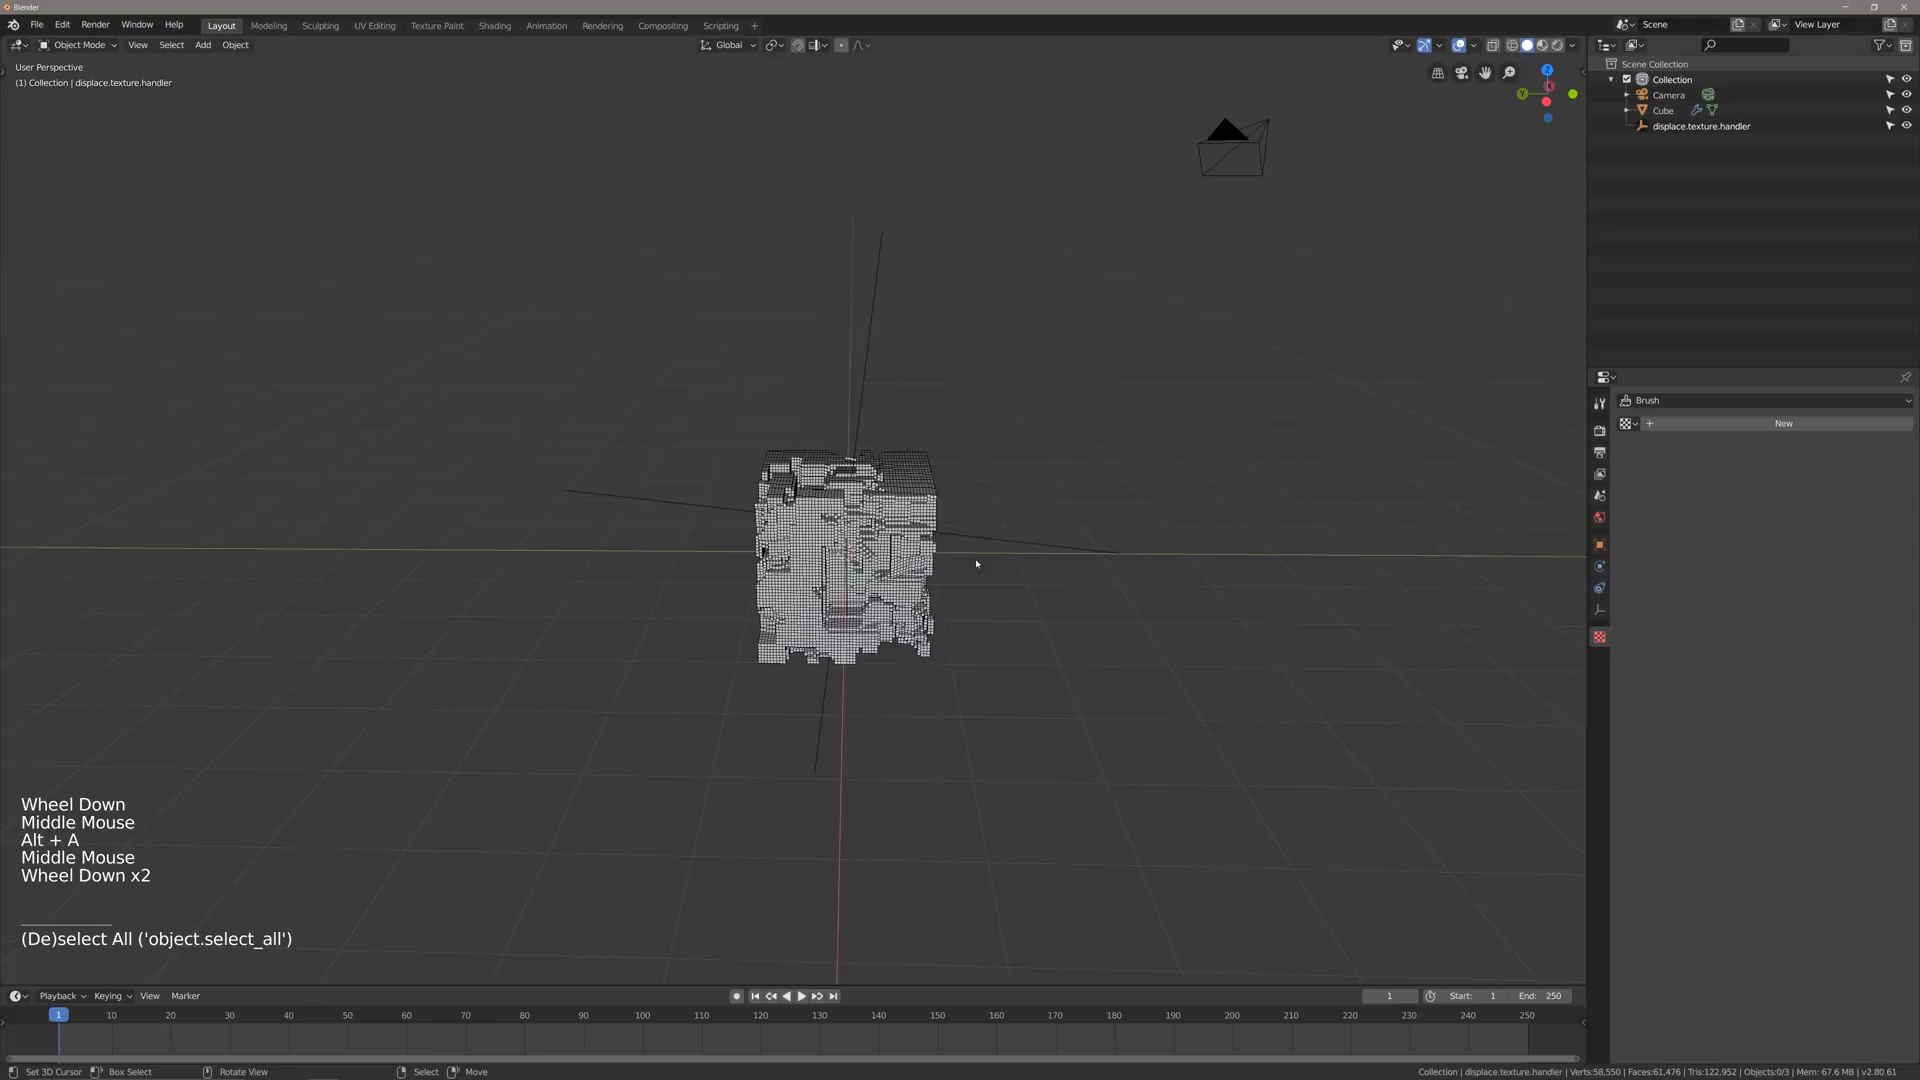 Blender
File Edit Render Window Help
Layout Modeling Sculpting UV Editing Texture Paint Shading Animation Rendering Compositing Scripting +
Scene
View Layer
Object Mode View Select Add Object
Global
User Perspective
(1) Collection | displace.texture.handler
Z
Y
Scene Collection
Collection
Camera
Cube
displace.texture.handler
Brush
+ New
Wheel Down
Middle Mouse
Alt + A
Middle Mouse
Wheel Down x2
(De)select All ('object.select_all')
Playback Keying View Marker
1 Start: 1 End: 250
1 10 20 30 40 50 60 70 80 90 100 110 120 130 140 150 160 170 180 190 200 210 220 230 240 250
Set 3D Cursor Box Select Rotate View Select Move
Collection | displace.texture.handler | Verts:58,550 | Faces:61,476 | Tris:122,952 | Objects:0/3 | Mem: 67.6 MB | v2.80.61